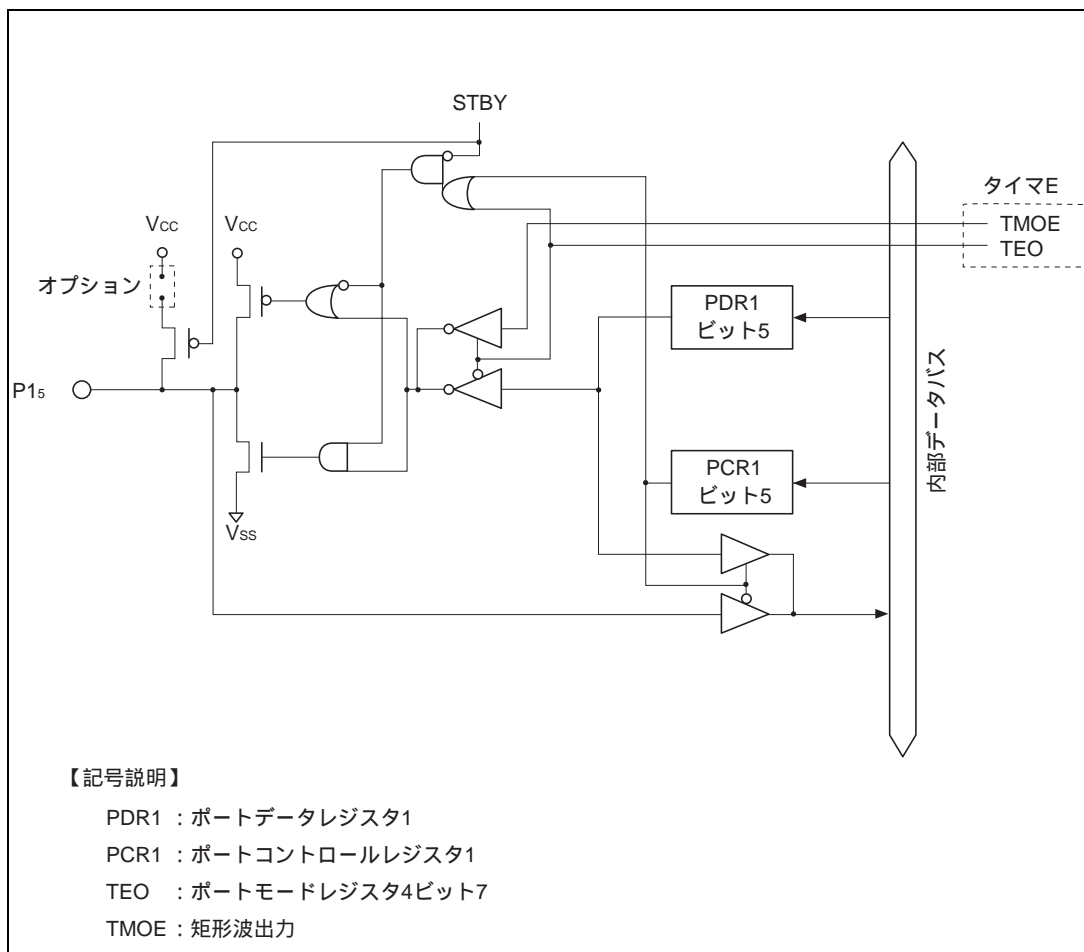 STBY
タイマE
TMOE
TEO
VCC
VCC
オプション
PDR1
ビット5
P15
PCR1
ビット5
内部データバス
VSS
【記号説明】
PDR1 :ポートデータレジスタ1
PCR1 :ポートコントロールレジスタ1
TEO :ポートモードレジスタ4ビット7
TMOE :矩形波出力